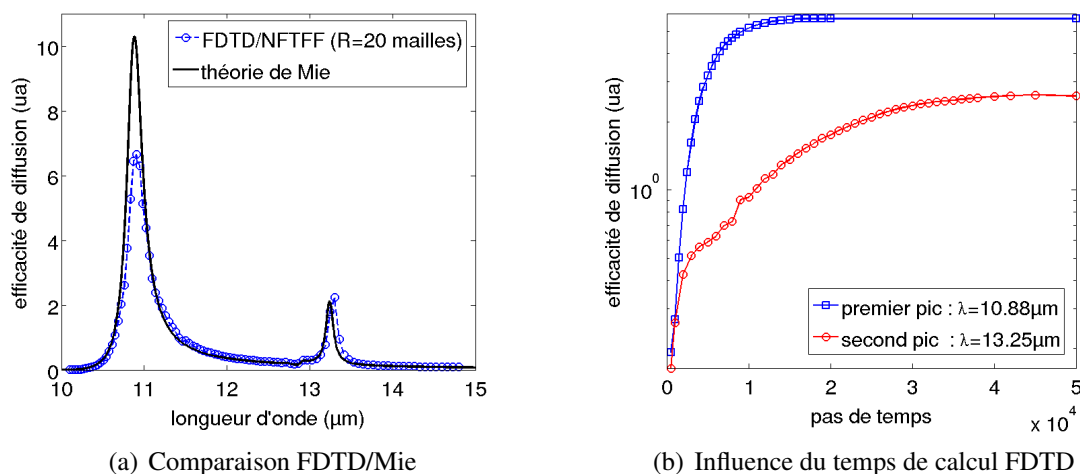 efficacité de diffusion (ua)
10
8
6
4
2
0
FDTD/NFTFF (R=20 mailles)
théorie de Mie
10 11 12 13 14 15
longueur d'onde (μm)
(a) Comparaison FDTD/Mie
efficacité de diffusion (ua)
10⁰
premier pic : λ=10.88μm
second pic : λ=13.25μm
0 1 2 3 4 5
pas de temps
x 10⁴
(b) Influence du temps de calcul FDTD